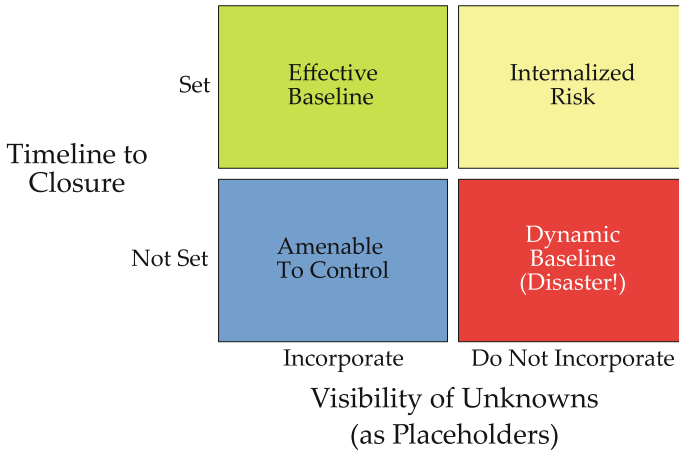 Effective
Baseline
Internalized
Risk
Set
Timeline to
Closure
Not Set
Amenable
To Control
Dynamic
Baseline
(Disaster!)
Incorporate
Do Not Incorporate
Visibility of Unknowns
(as Placeholders)